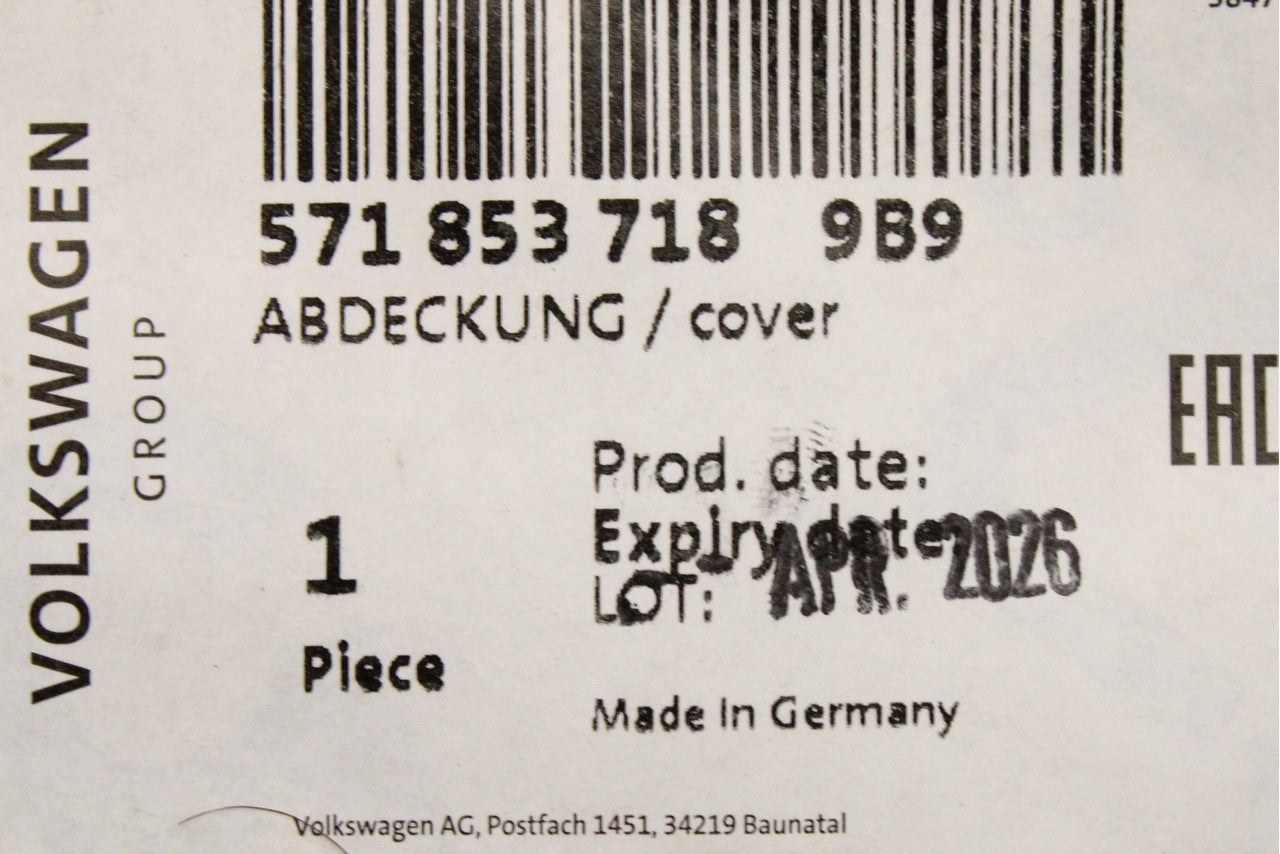 VOLKSWAGEN
GROUP
571 853 718 9B9
ABDECKUNG / cover
EAC
Prod. date:
Expiry date:
APR. 2026
LOT:
1
Piece
Made In Germany
Volkswagen AG, Postfach 1451, 34219 Baunatal